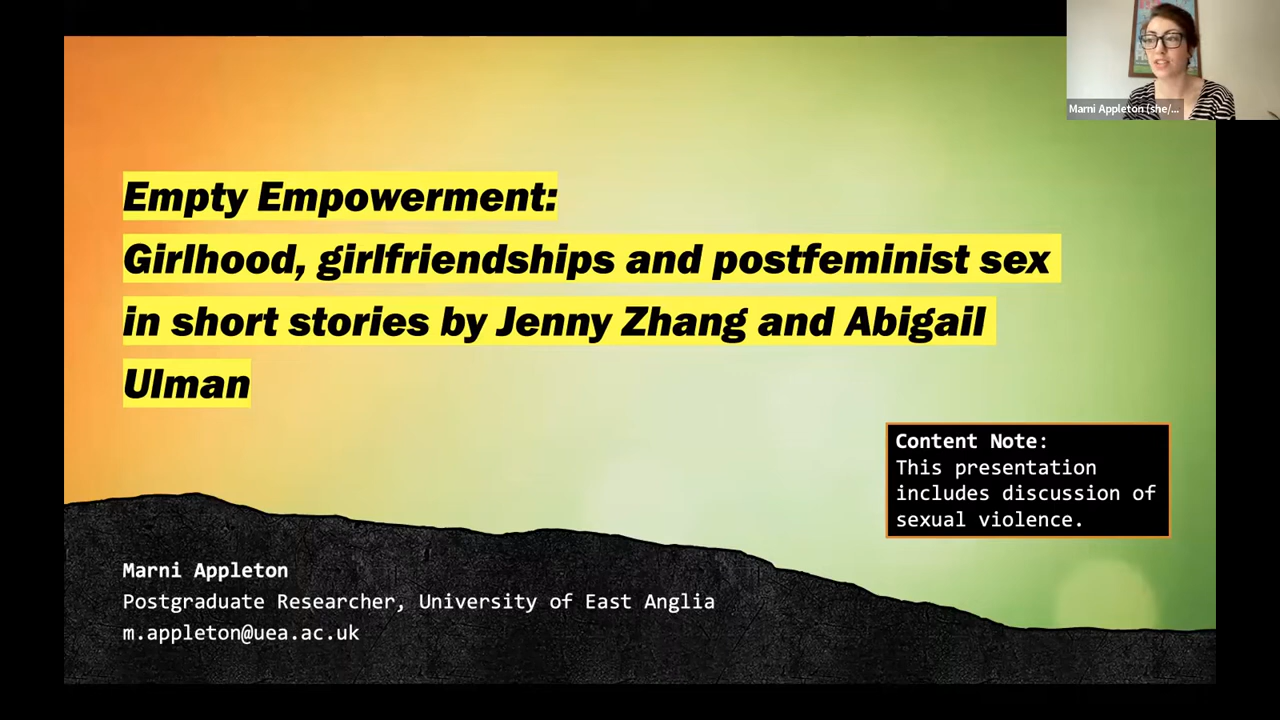 Marni Appleton (she/...
Empty Empowerment:
Girlhood, girlfriendships and postfeminist sex
in short stories by Jenny Zhang and Abigail
Ulman
Content Note:
This presentation
includes discussion of
sexual violence.
Marni Appleton
Postgraduate Researcher, University of East Anglia
m.appleton@uea.ac.uk